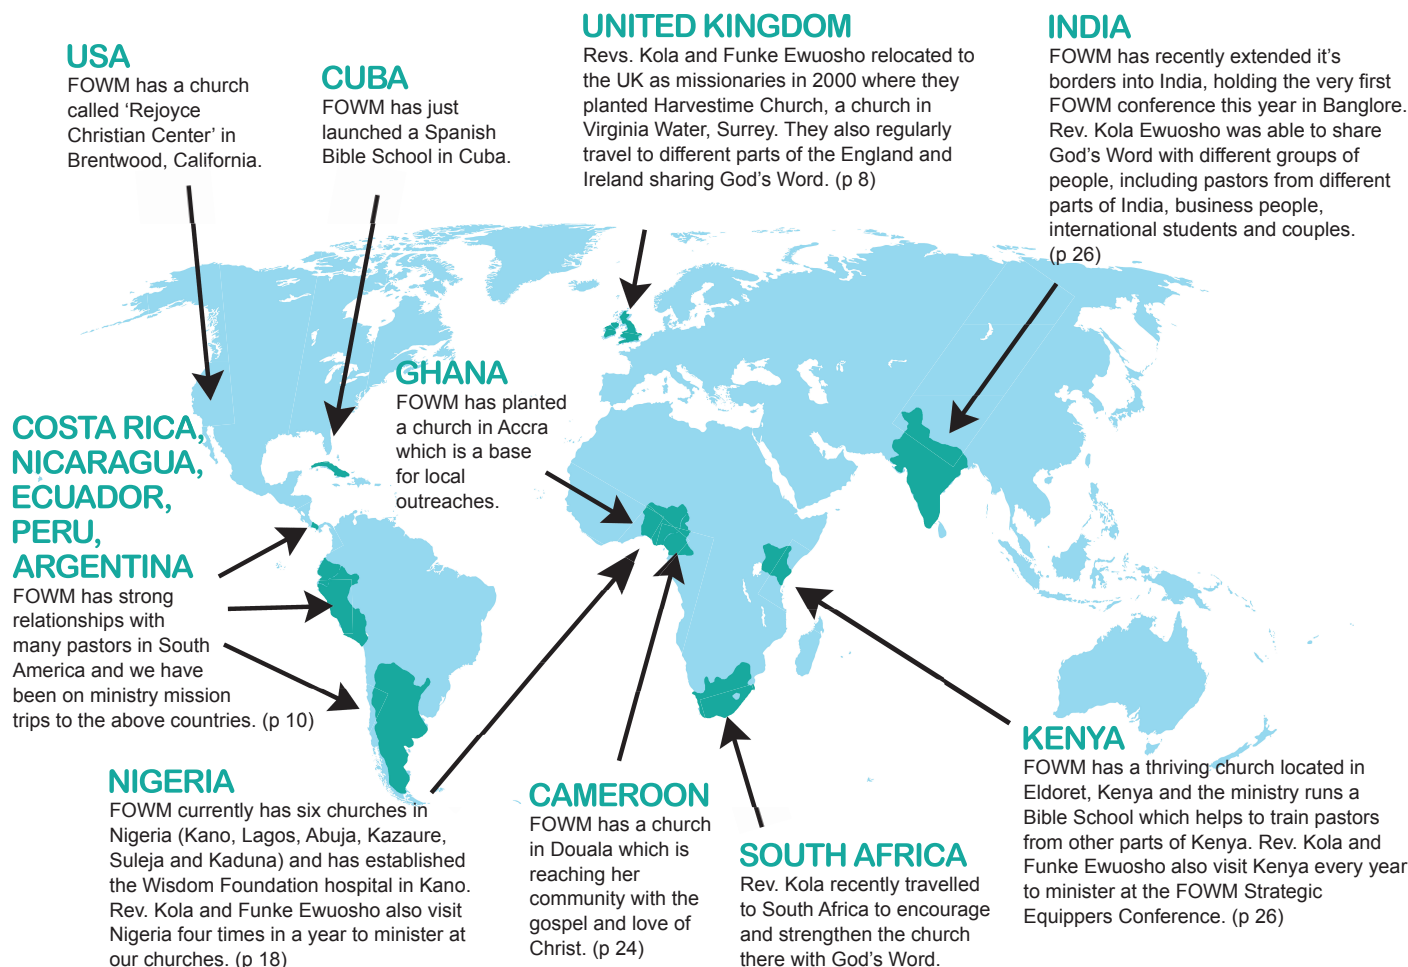 USA
FOWM has a church
called ‘Rejoyce
Christian Center’ in
Brentwood, California.
CUBA
FOWM has just
launched a Spanish
Bible School in Cuba.
UNITED KINGDOM
Revs. Kola and Funke Ewuosho relocated to
the UK as missionaries in 2000 where they
planted Harvestime Church, a church in
Virginia Water, Surrey. They also regularly
travel to different parts of the England and
Ireland sharing God’s Word. (p 8)
INDIA
FOWM has recently extended it’s
borders into India, holding the very first
FOWM conference this year in Banglore.
Rev. Kola Ewuosho was able to share
God’s Word with different groups of
people, including pastors from different
parts of India, business people,
international students and couples.
(p 26)
GHANA
FOWM has planted
a church in Accra
which is a base
for local
outreaches.
COSTA RICA,
NICARAGUA,
ECUADOR,
PERU,
ARGENTINA
FOWM has strong
relationships with
many pastors in South
America and we have
been on ministry mission
trips to the above countries. (p 10)
NIGERIA
FOWM currently has six churches in
Nigeria (Kano, Lagos, Abuja, Kazaure,
Suleja and Kaduna) and has established
the Wisdom Foundation hospital in Kano.
Rev. Kola and Funke Ewuosho also visit
Nigeria four times in a year to minister at
our churches. (p 18)
CAMEROON
FOWM has a church
in Douala which is
reaching her
community with the
gospel and love of
Christ. (p 24)
SOUTH AFRICA
Rev. Kola recently travelled
to South Africa to encourage
and strengthen the church
there with God’s Word.
KENYA
FOWM has a thriving church located in
Eldoret, Kenya and the ministry runs a
Bible School which helps to train pastors
from other parts of Kenya. Rev. Kola and
Funke Ewuosho also visit Kenya every year
to minister at the FOWM Strategic
Equippers Conference. (p 26)